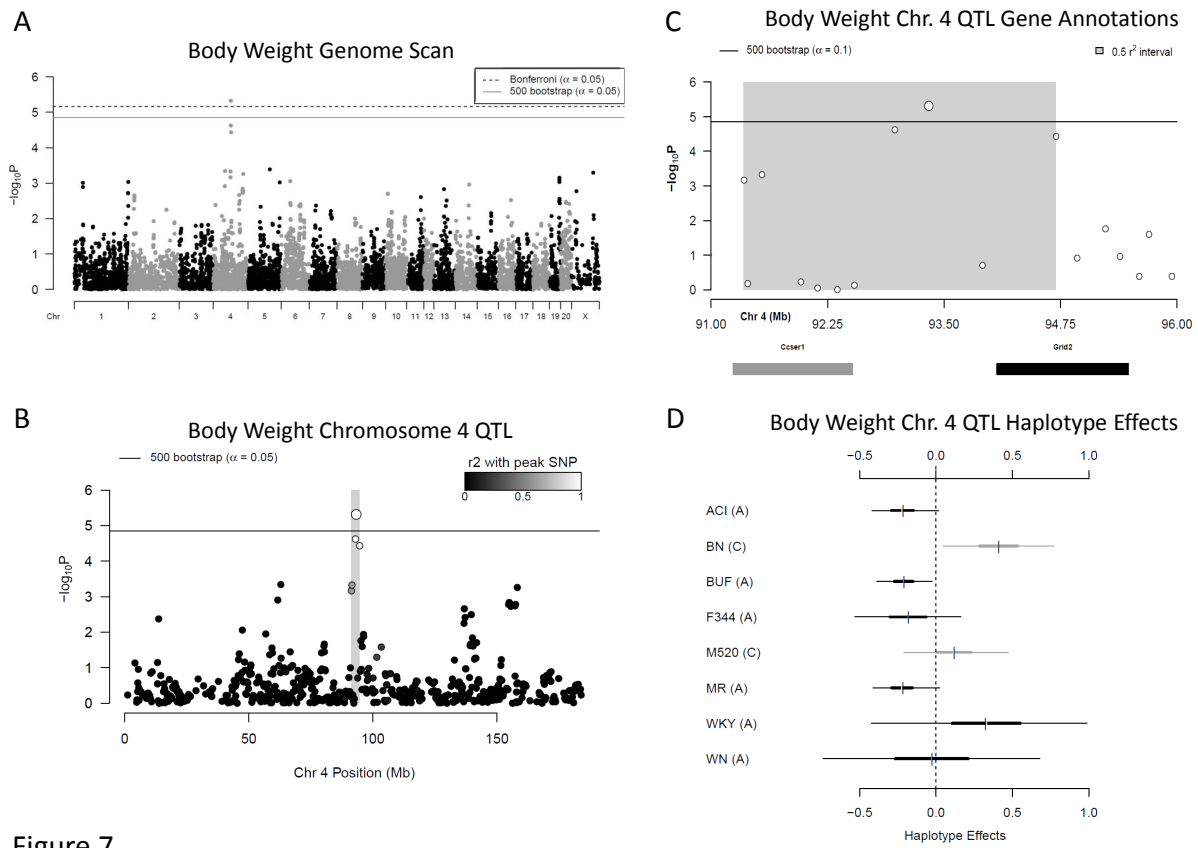 A
Body Weight Genome Scan
Bonferroni (α = 0.05)
500 bootstrap (α = 0.05)
−log10P
6
5
4
3
2
1
0
Chr
1 2 3 4 5 6 7 8 9 10 11 12 13 14 15 16 17 18 19 20 X
B
Body Weight Chromosome 4 QTL
500 bootstrap (α = 0.05)
r2 with peak SNP
0 0.5 1
−log10P
6
5
4
3
2
1
0
0 50 100 150
Chr 4 Position (Mb)
C
Body Weight Chr. 4 QTL Gene Annotations
500 bootstrap (α = 0.1)
0.5 r² interval
−log10P
6
5
4
3
2
1
0
Chr 4 (Mb)
91.00 92.25 93.50 94.75 96.00
Ccser1 Grid2
D
Body Weight Chr. 4 QTL Haplotype Effects
−0.5 0.0 0.5 1.0
ACI (A)
BN (C)
BUF (A)
F344 (A)
M520 (C)
MR (A)
WKY (A)
WN (A)
−0.5 0.0 0.5 1.0
Haplotype Effects
Figure 7